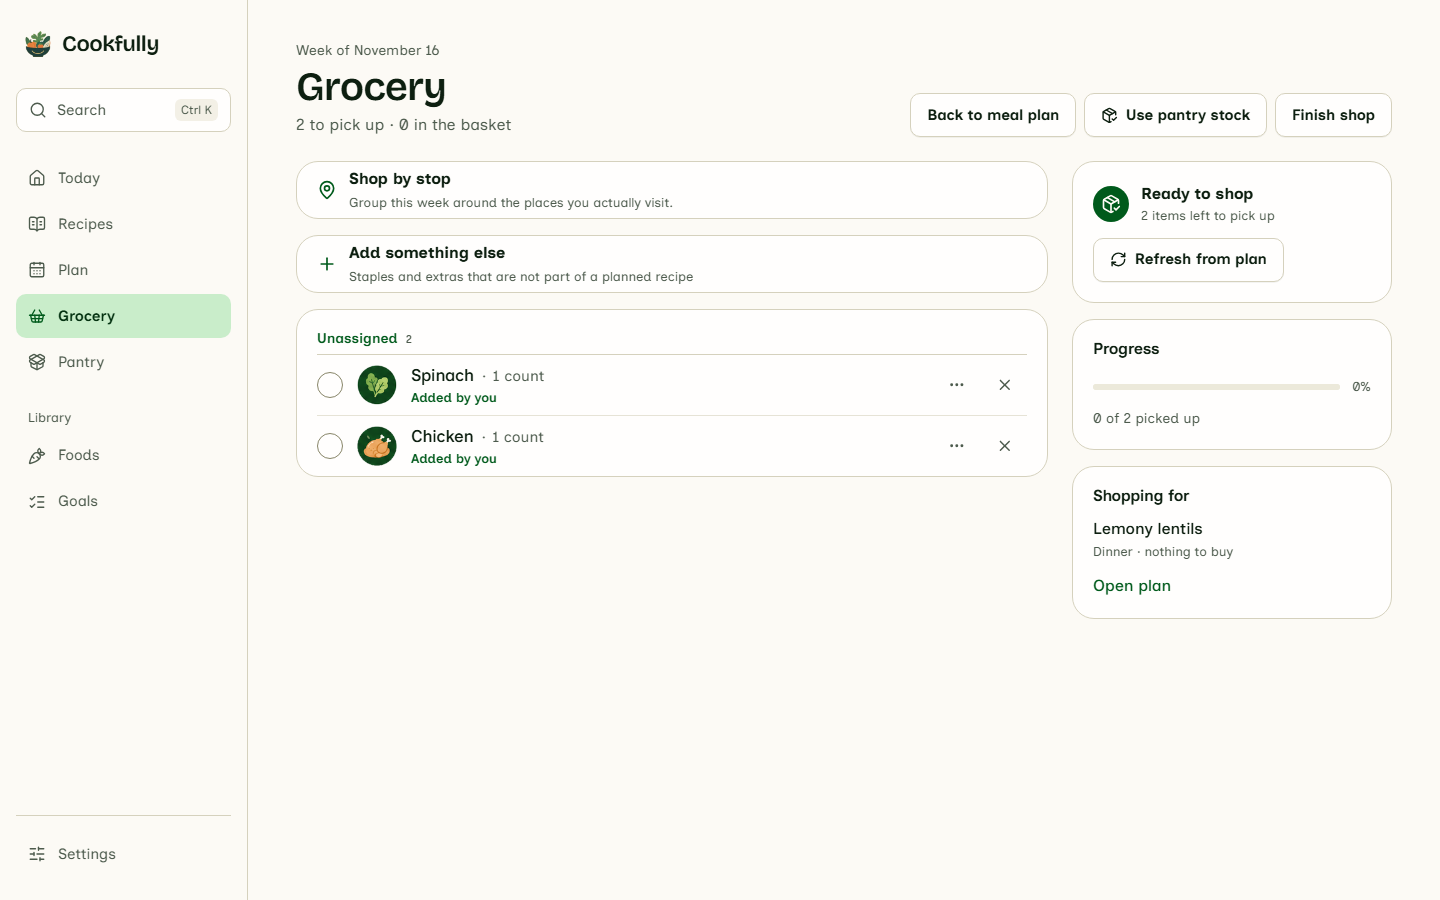 Cookfully
Search
Ctrl K
Today
Recipes
Plan
Grocery
Pantry
Library
Foods
Goals
Settings
Week of November 16
Grocery
2 to pick up · 0 in the basket
Back to meal plan
Use pantry stock
Finish shop
Shop by stop
Group this week around the places you actually visit.
Add something else
Staples and extras that are not part of a planned recipe
Unassigned 2
Spinach · 1 count
Added by you
Chicken · 1 count
Added by you
Ready to shop
2 items left to pick up
Refresh from plan
Progress
0%
0 of 2 picked up
Shopping for
Lemony lentils
Dinner · nothing to buy
Open plan